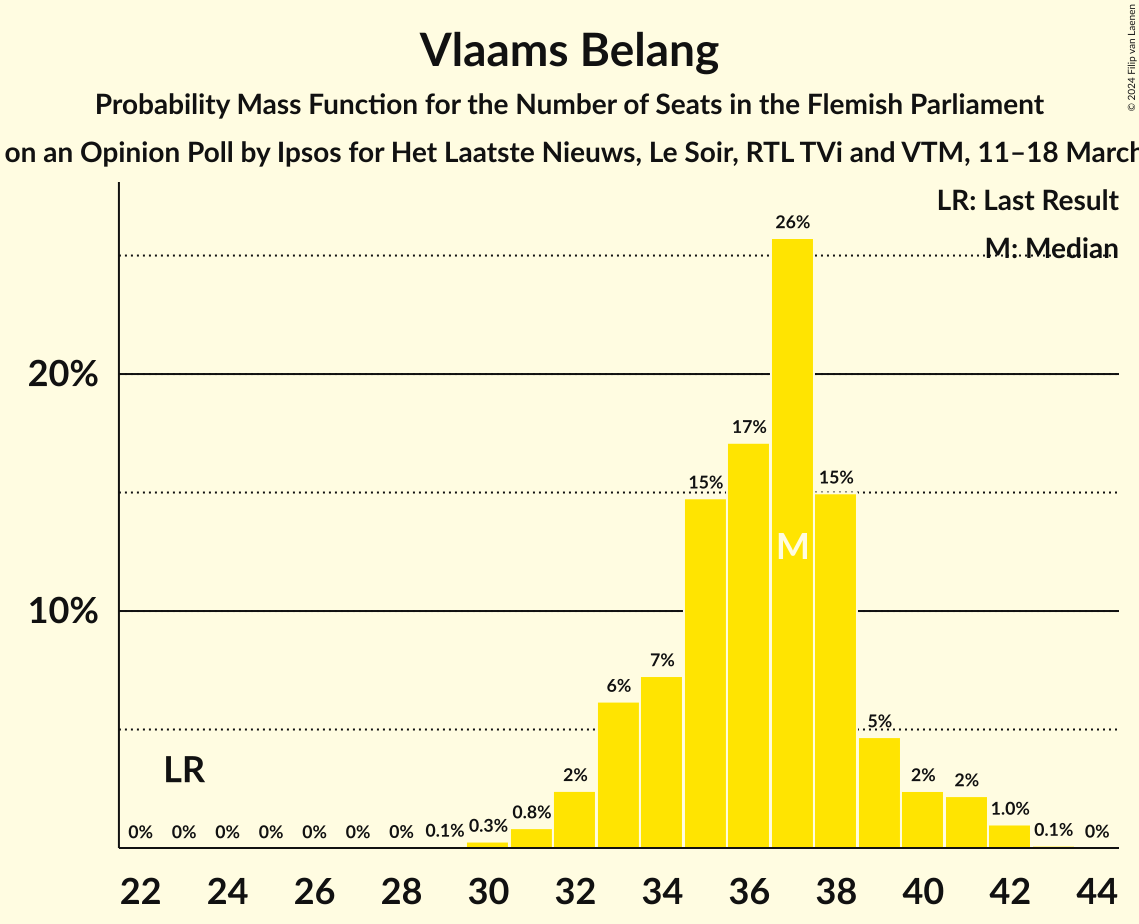 © 2024 Filip van Laenen
Vlaams Belang
Probability Mass Function for the Number of Seats in the Flemish Parliament
on an Opinion Poll by Ipsos for Het Laatste Nieuws, Le Soir, RTL TVi and VTM, 11–18 March
LR: Last Result
M: Median
26%
20%
17%
15%
15%
M
10%
7%
6%
5%
LR
2%
2%
2%
0.8%
1.0%
0% 0% 0% 0% 0% 0% 0% 0.1% 0.3% 0.1% 0%
22 24 26 28 30 32 34 36 38 40 42 44